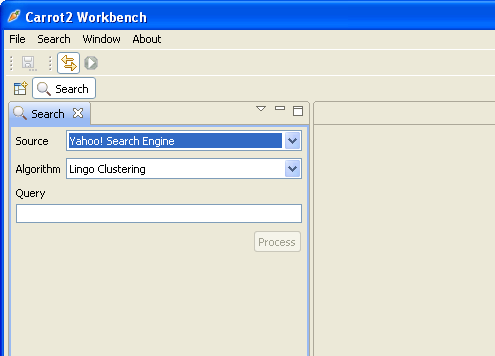 Carrot2 Workbench
File Search Window About
Search
Search
Source Yahoo! Search Engine
Algorithm Lingo Clustering
Query
Process